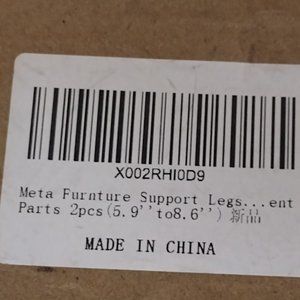 X002RHI0D9
Meta Furnture Support Legs...ent
Parts 2pcs(5.9''to8.6'') 新品
MADE IN CHINA